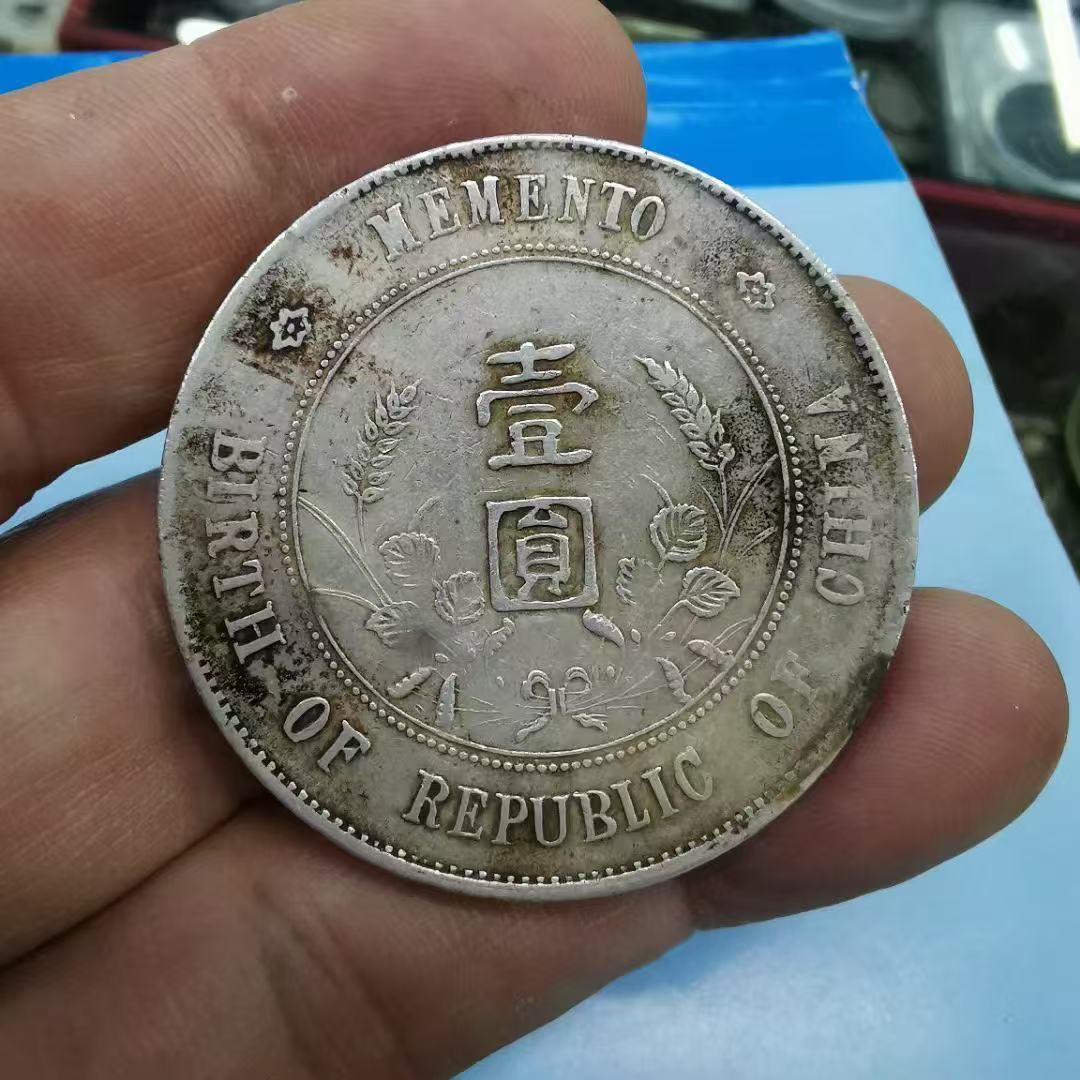 MEMENTO
壹
圓
BIRTH OF REPUBLIC OF CHINA